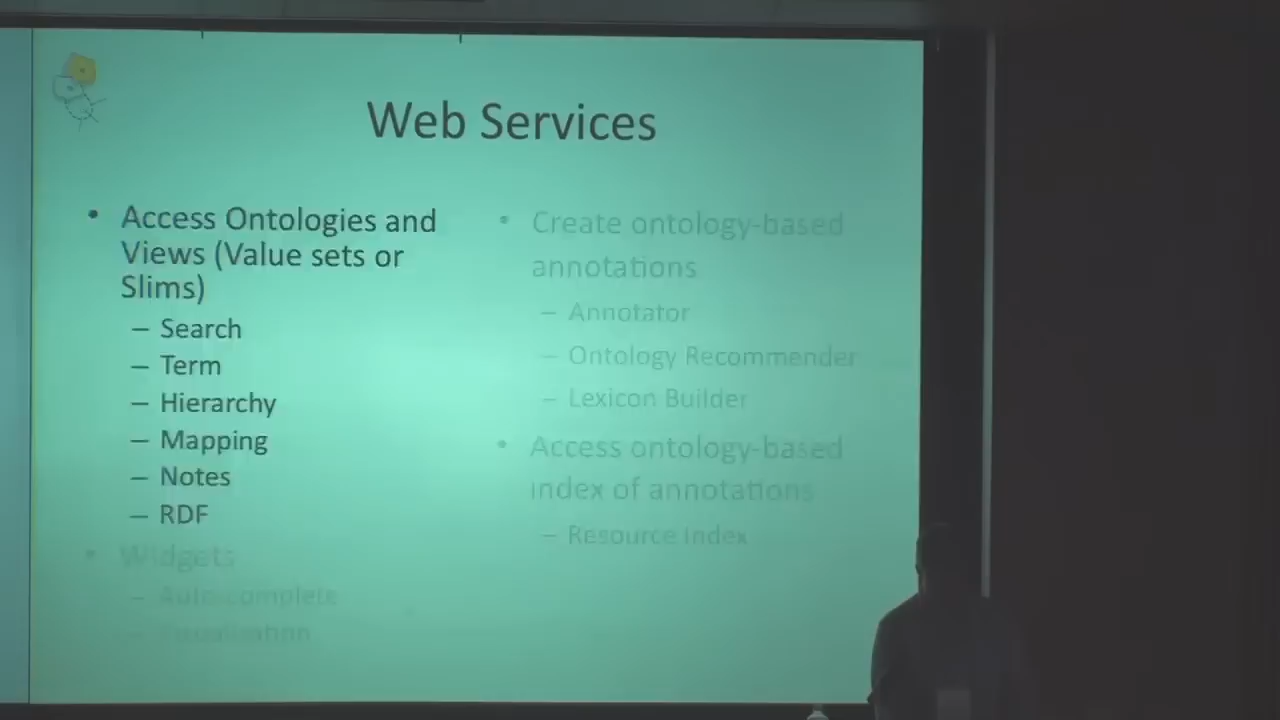 Web Services
• Access Ontologies and
Views (Value sets or
Slims)
– Search
– Term
– Hierarchy
– Mapping
– Notes
– RDF
• Widgets
– Auto-complete
– Visualization
• Create ontology-based
annotations
– Annotator
– Ontology Recommender
– Lexicon Builder
• Access ontology-based
index of annotations
– Resource Index